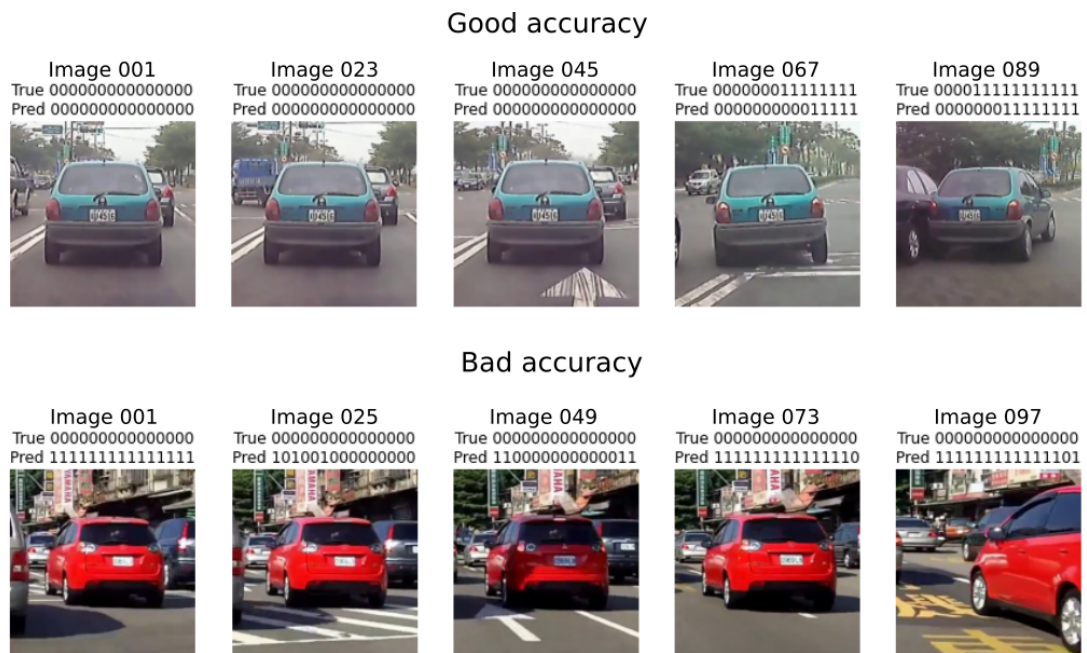 Good accuracy
Image 001
True 000000000000000
Pred 000000000000000
Image 023
True 000000000000000
Pred 000000000000000
Image 045
True 000000000000000
Pred 000000000000000
Image 067
True 000000011111111
Pred 000000000011111
Image 089
True 000011111111111
Pred 000000011111111
Bad accuracy
Image 001
True 000000000000000
Pred 111111111111111
Image 025
True 000000000000000
Pred 101001000000000
YAMAHA
Image 049
True 000000000000000
Pred 110000000000011
Image 073
True 000000000000000
Pred 111111111111110
Image 097
True 000000000000000
Pred 111111111111101